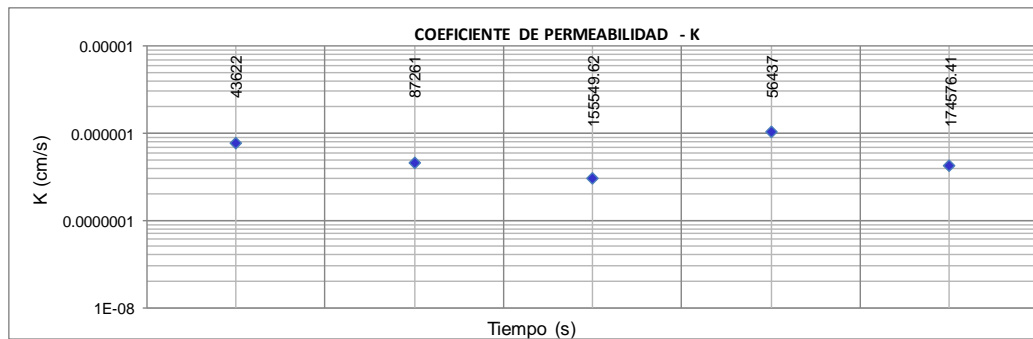 COEFICIENTE DE PERMEABILIDAD - K
0.00001
0.000001
0.0000001
1E-08
K (cm/s)
43622
87261
155549.62
56437
174576.41
Tiempo (s)